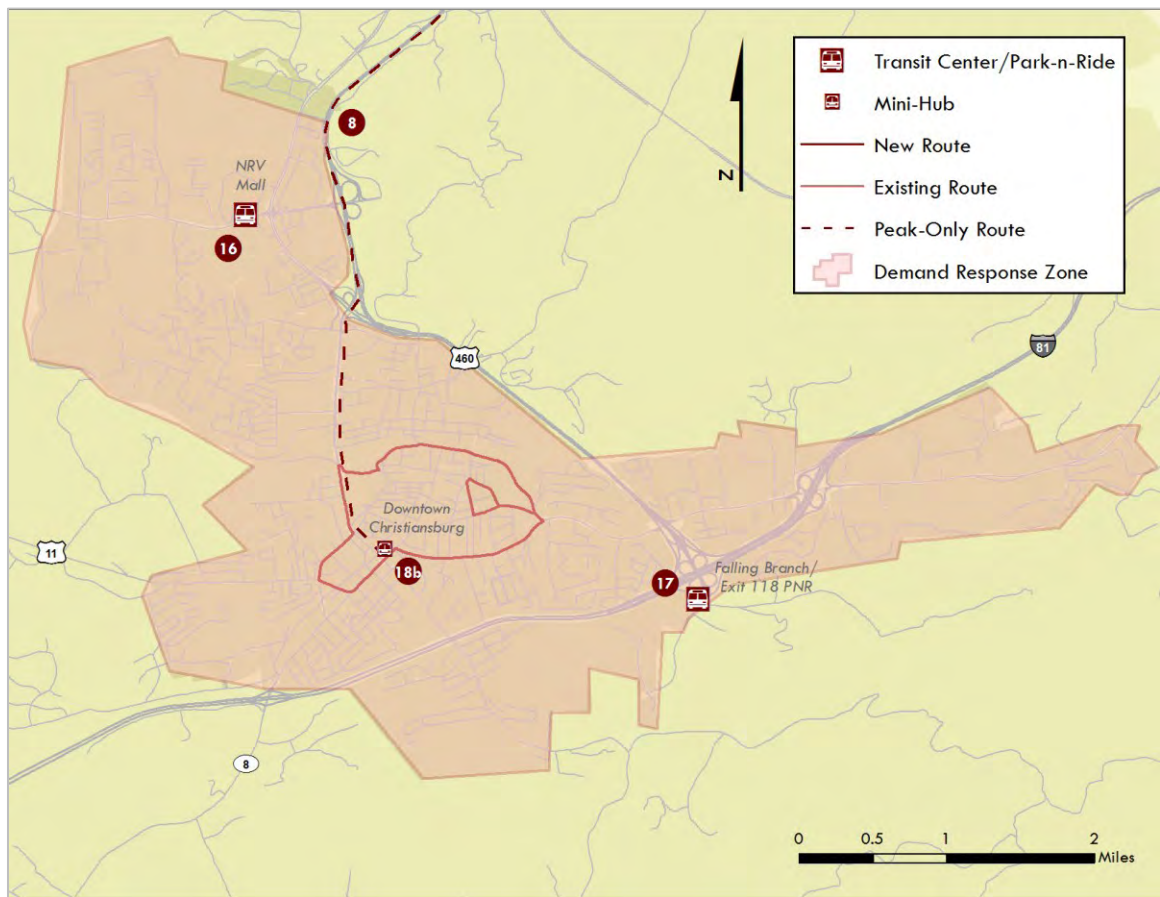 8
NRV
Mall
16
460
81
Downtown
Christiansburg
18b
11
17
Falling Branch/
Exit 118 PNR
8
N
Transit Center/Park-n-Ride
Mini-Hub
New Route
Existing Route
Peak-Only Route
Demand Response Zone
0 0.5 1 2
Miles